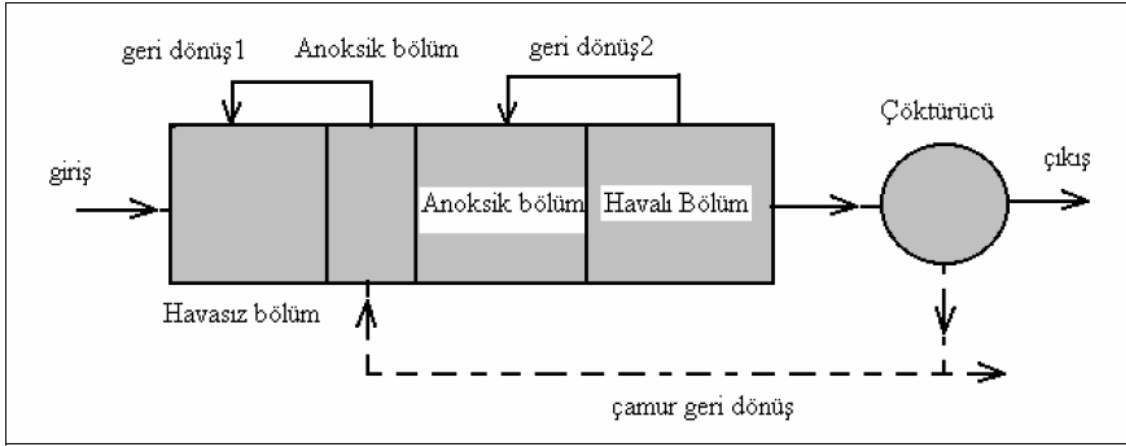 geri dönüş1
Anoksik bölüm
geri dönüş2
Çöktürücü
giriş
çıkış
Anoksik bölüm
Havalı Bölüm
Havasız bölüm
çamur geri dönüş